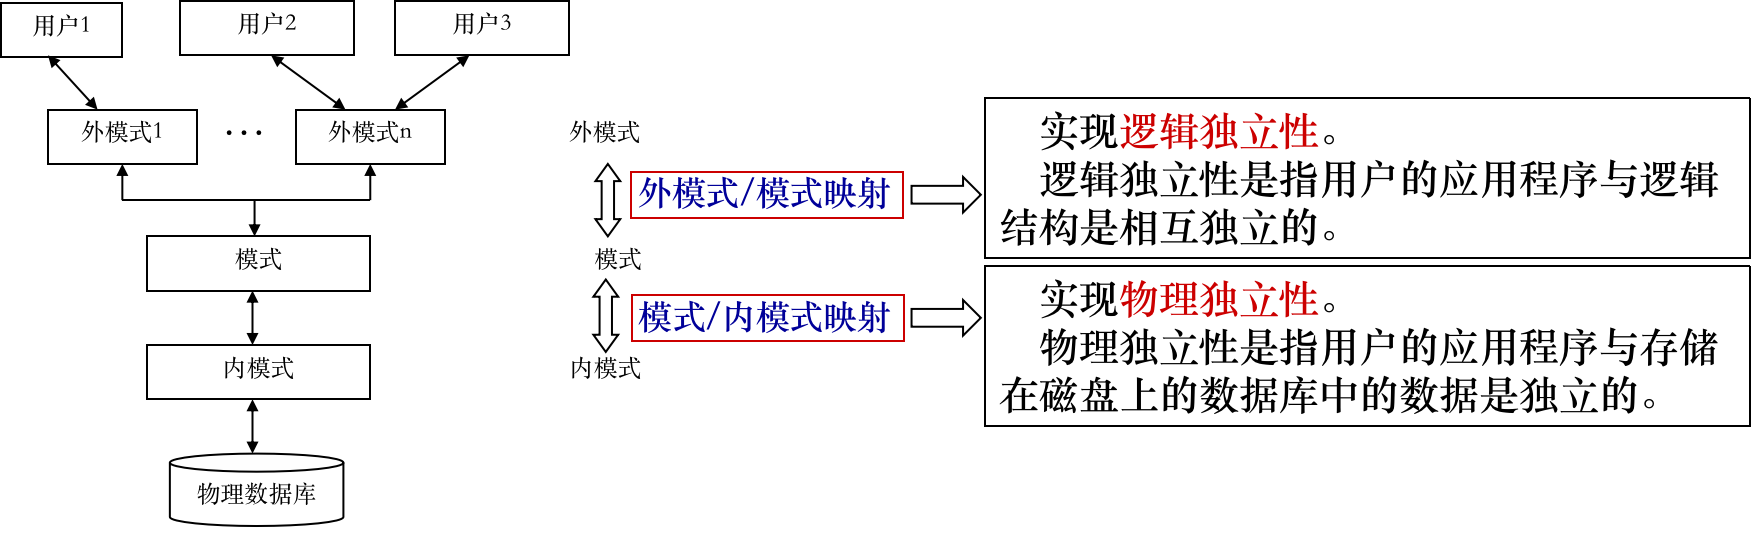 用户1
用户2
用户3
外模式1
···
外模式n
模式
内模式
物理数据库
外模式
外模式/模式映射
模式
模式/内模式映射
内模式
实现逻辑独立性。
逻辑独立性是指用户的应用程序与逻辑
结构是相互独立的。
实现物理独立性。
物理独立性是指用户的应用程序与存储
在磁盘上的数据库中的数据是独立的。